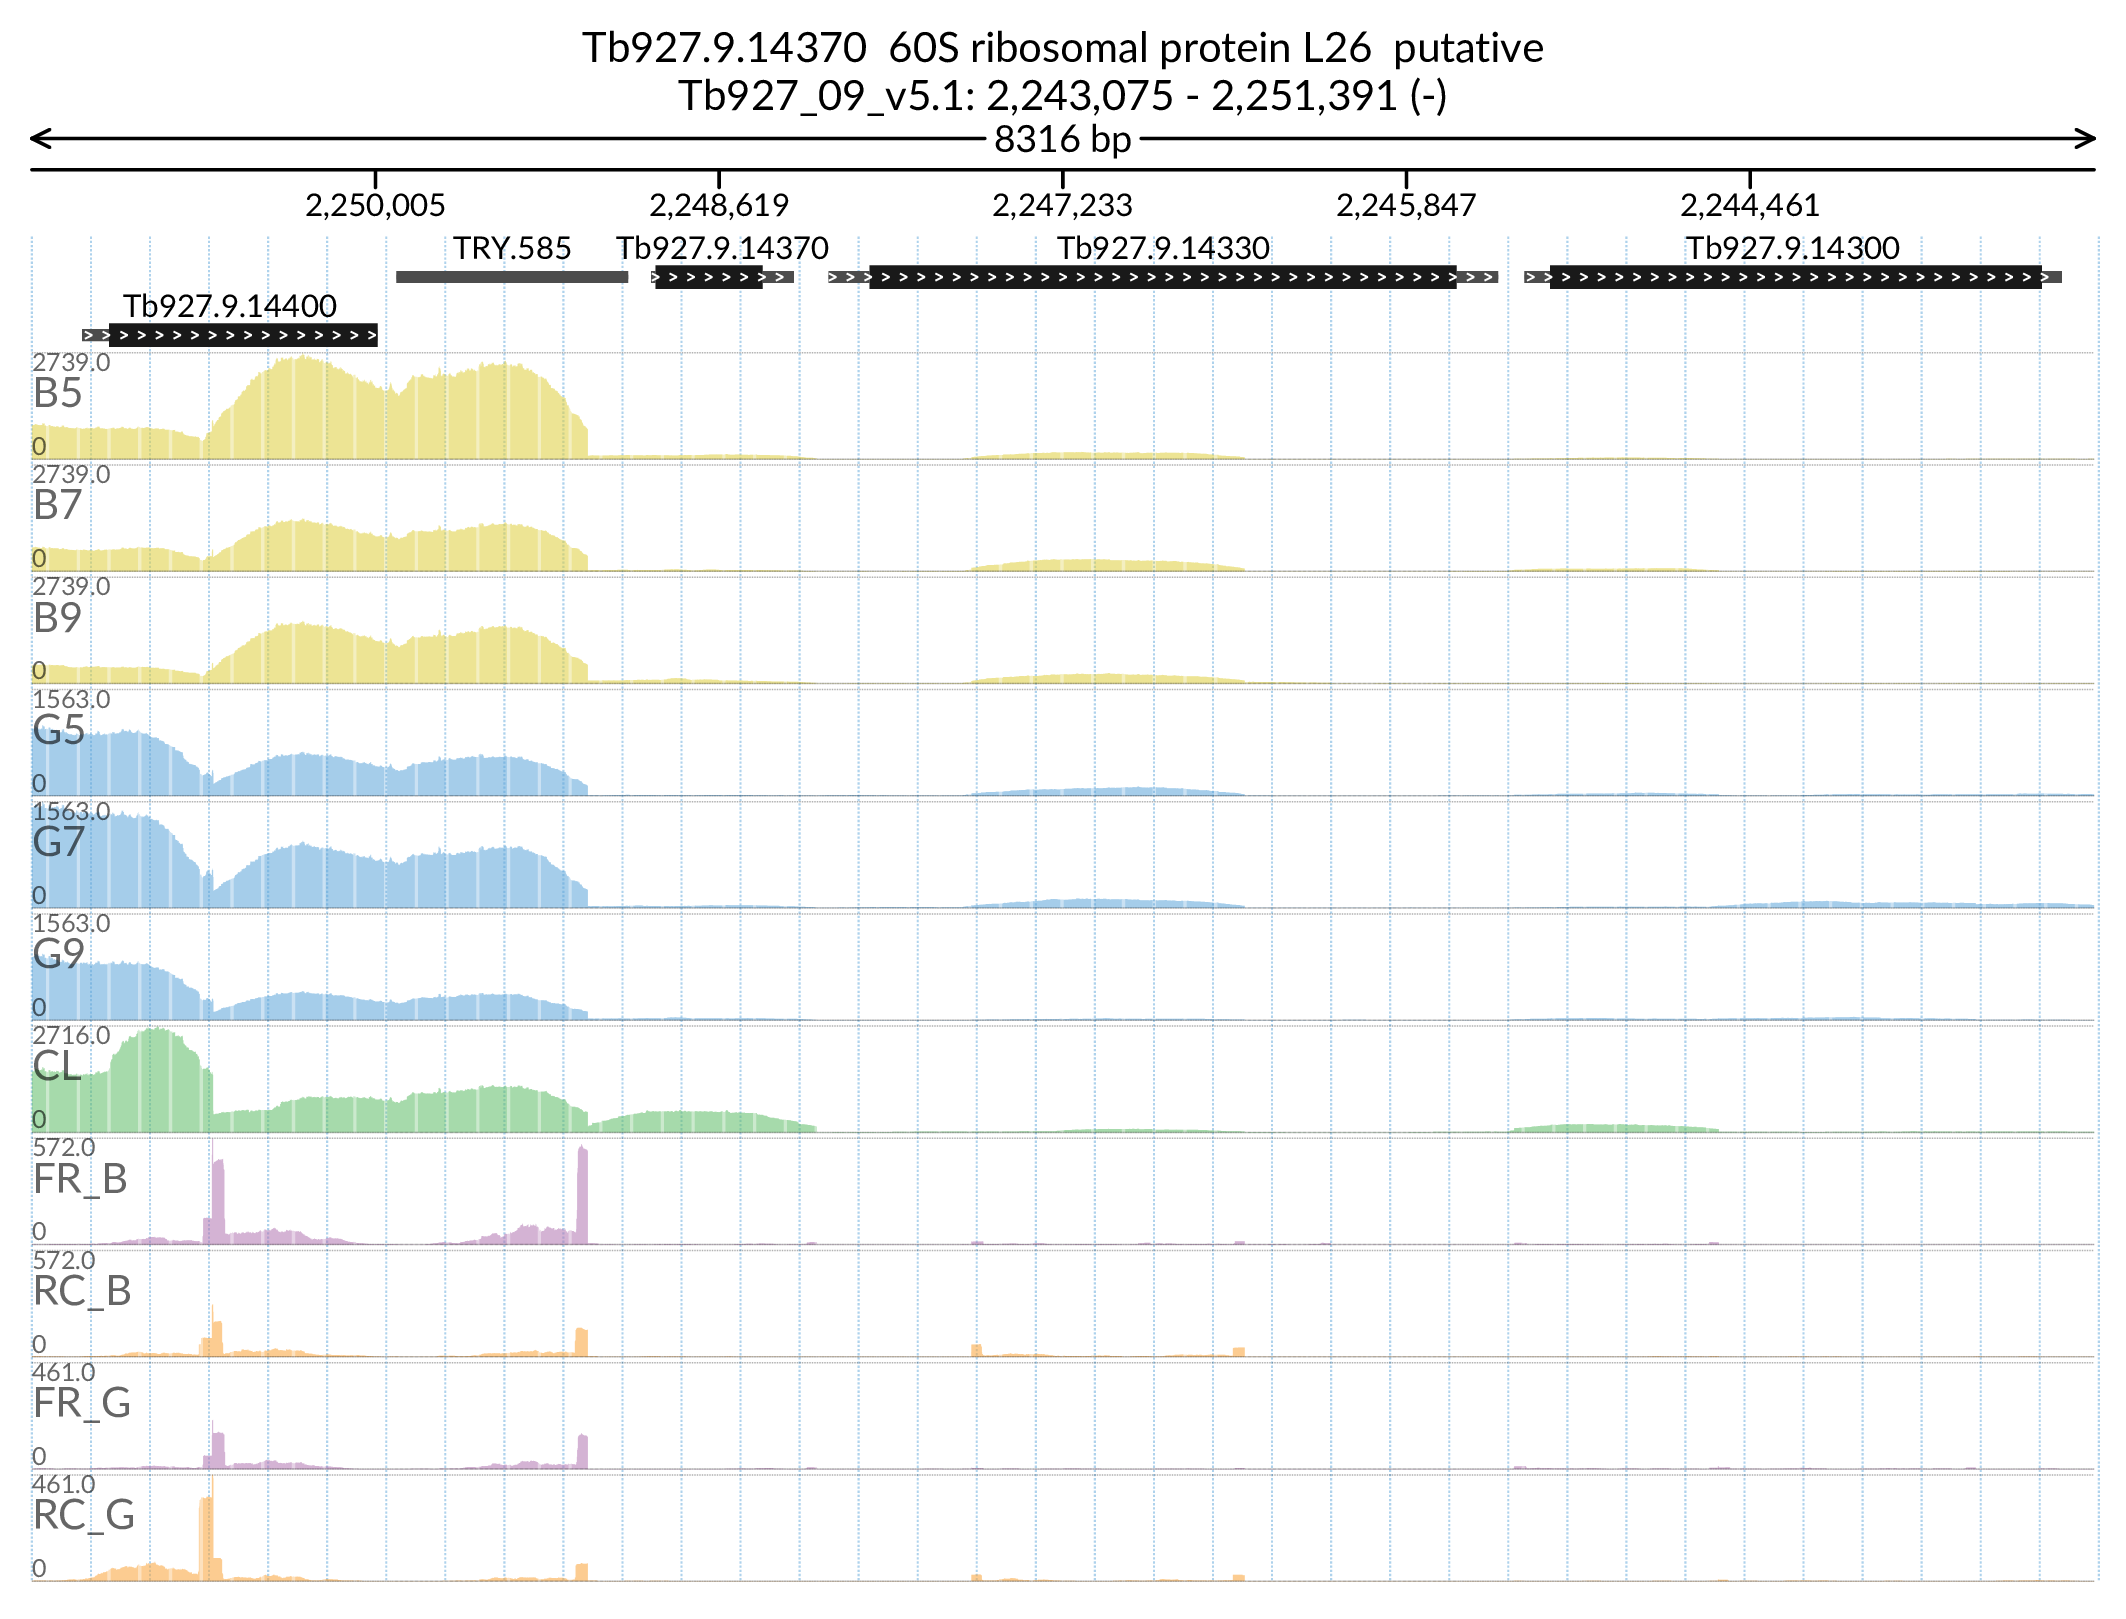 Tb927.9.14370 60S ribosomal protein L26 putative
Tb927_09_v5.1: 2,243,075 - 2,251,391 (-)
8316 bp
2,250,005 2,248,619 2,247,233 2,245,847 2,244,461
TRY.585 Tb927.9.14370 Tb927.9.14330 Tb927.9.14300
Tb927.9.14400
2739.0
B5
0
2739.0
B7
0
2739.0
B9
0
1563.0
G5
0
1563.0
G7
0
1563.0
G9
0
2716.0
CL
0
572.0
FR_B
0
572.0
RC_B
0
461.0
FR_G
0
461.0
RC_G
0